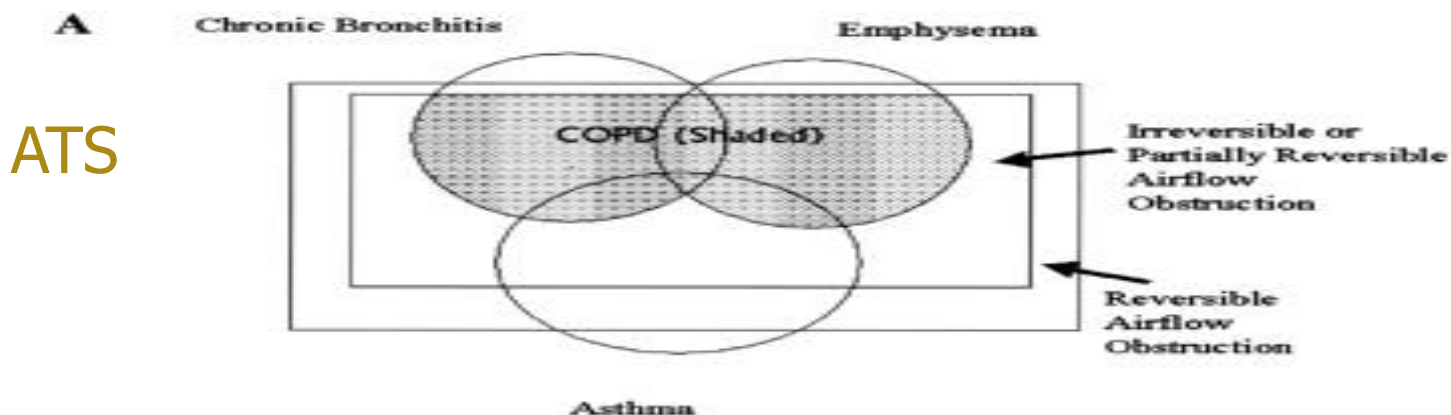 A
Chronic Bronchitis
Emphysema
ATS
COPD (Shaded)
Irreversible or
Partially Reversible
Airflow
Obstruction
Reversible
Airflow
Obstruction
Asthma